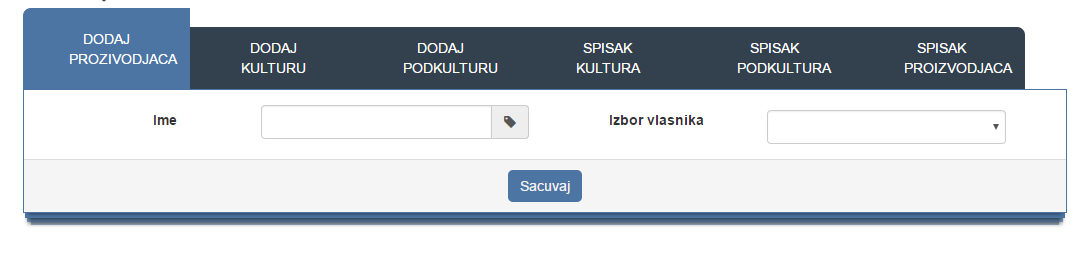 DODAJ
PROZIVODJACA
DODAJ
KULTURU
DODAJ
PODKULTURU
SPISAK
KULTURA
SPISAK
PODKULTURA
SPISAK
PROIZVODJACA
Ime
Izbor vlasnika
Sacuvaj